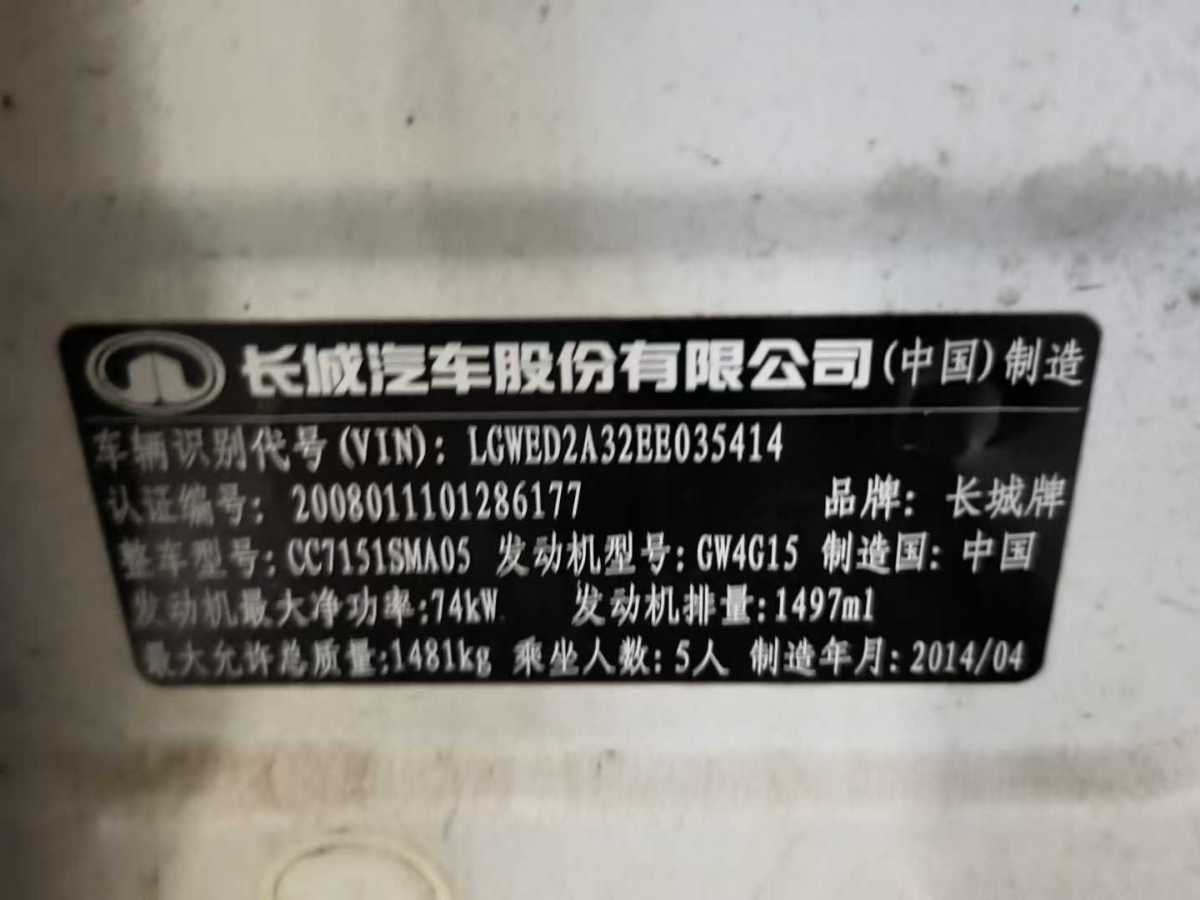 长城汽车股份有限公司(中国)制造
车辆识别代号(VIN): LGWED2A32EE035414
认证编号: 2008011101286177 品牌: 长城牌
整车型号: CC7151SMA05 发动机型号: GW4G15 制造国: 中国
发动机最大净功率:74kW 发动机排量:1497ml
最大允许总质量:1481kg 乘坐人数: 5人 制造年月: 2014/04